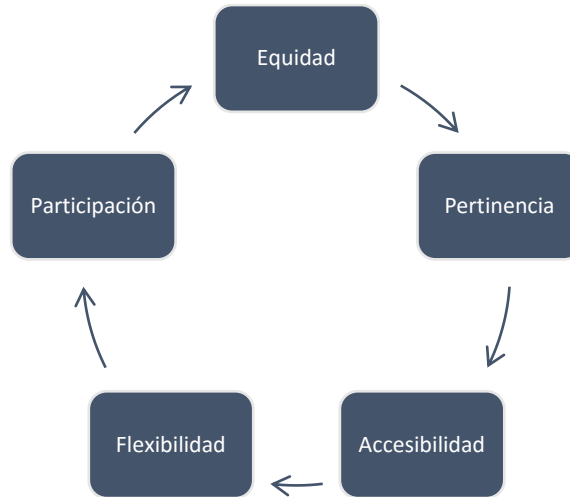 Equidad
Pertinencia
Accesibilidad
Flexibilidad
Participación